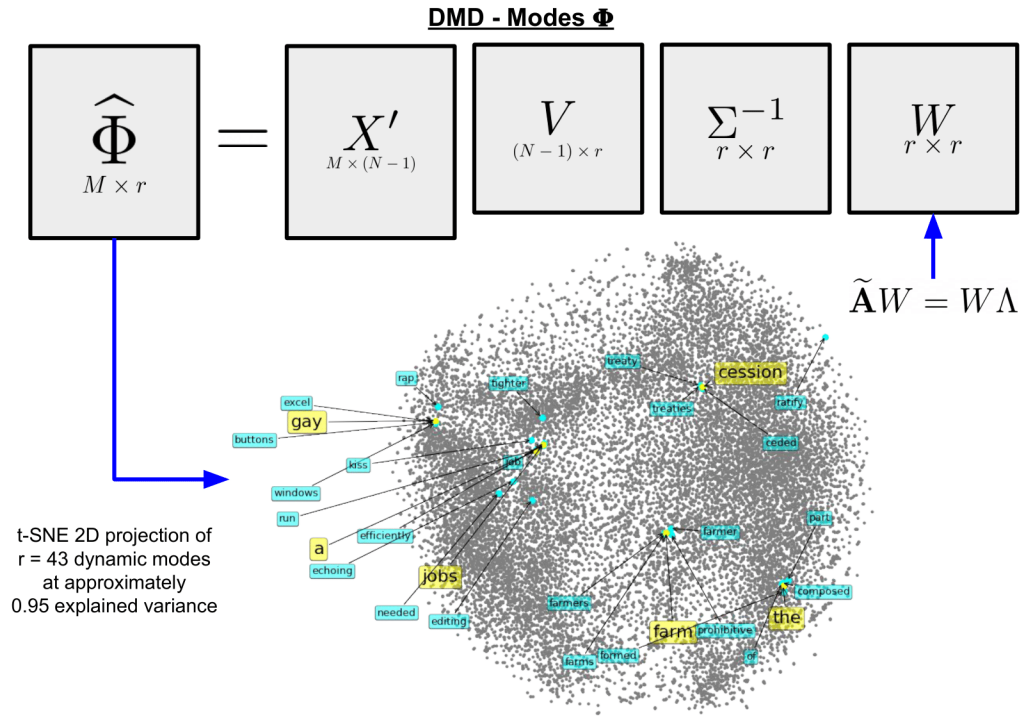 DMD - Modes Φ
Φ̂ = X′ V Σ⁻¹ W
M × r M × (N − 1) (N − 1) × r r × r r × r
ÃW = WΛ
treaty
cession
rap
tighter
excel
ratify
gay
treaties
buttons
ceded
kiss
job
windows
run
part
a
efficiently
farmer
echoing
jobs
composed
farmers
needed
the
editing
farm
prohibitive
farms
formed
of
t-SNE 2D projection of
r = 43 dynamic modes
at approximately
0.95 explained variance